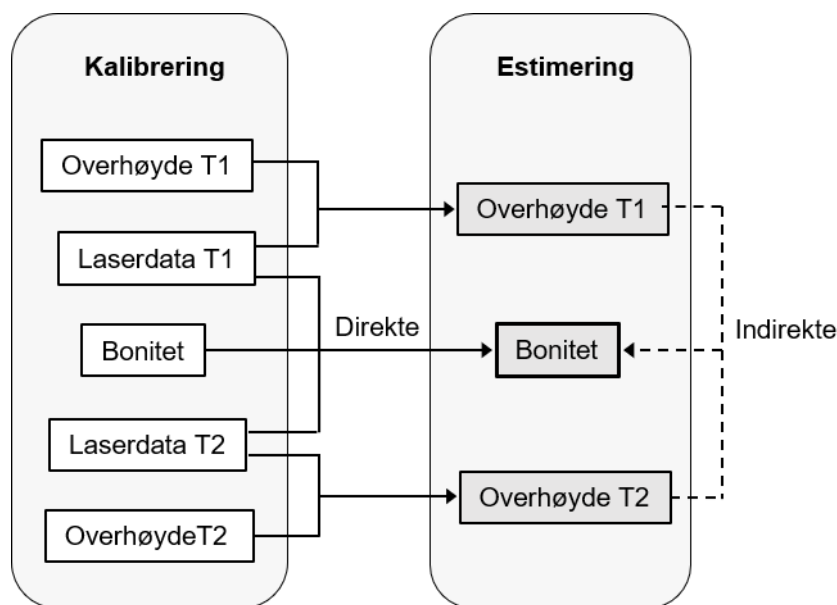 Kalibrering
Overhøyde T1
Laserdata T1
Bonitet
Laserdata T2
OverhøydeT2
Direkte
Estimering
Overhøyde T1
Bonitet
Overhøyde T2
Indirekte